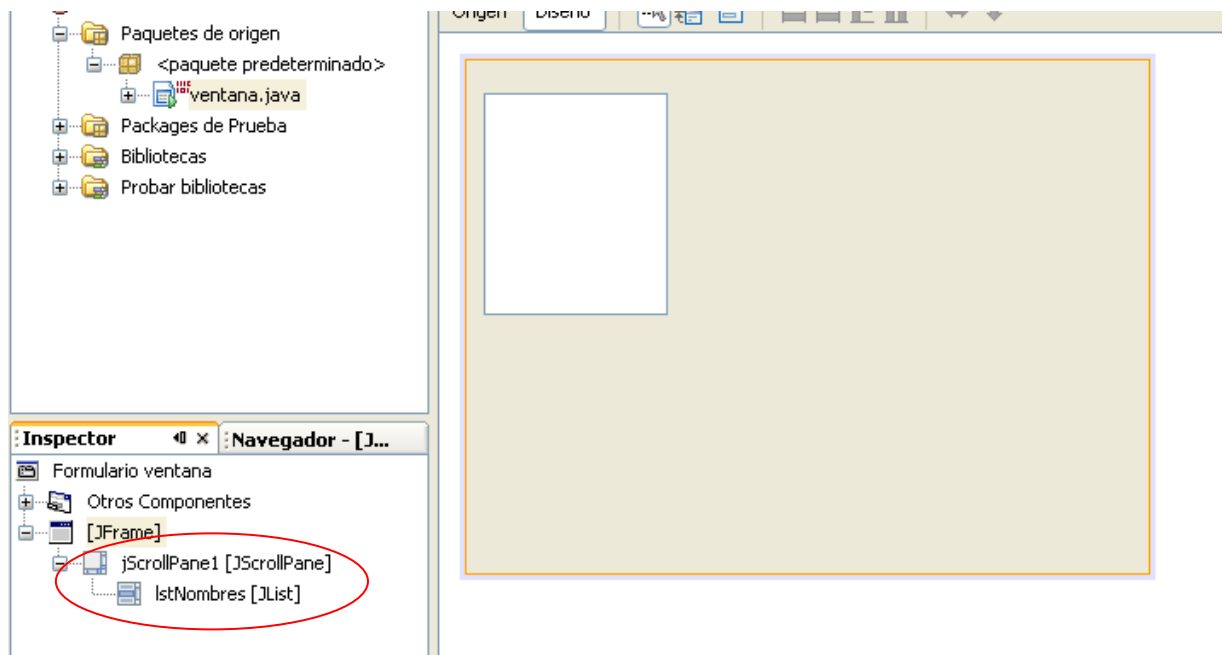 Origen Diseño
Paquetes de origen
<paquete predeterminado>
ventana.java
Packages de Prueba
Bibliotecas
Probar bibliotecas
Inspector
Navegador - [J...
Formulario ventana
Otros Componentes
[JFrame]
jScrollPane1 [JScrollPane]
lstNombres [JList]